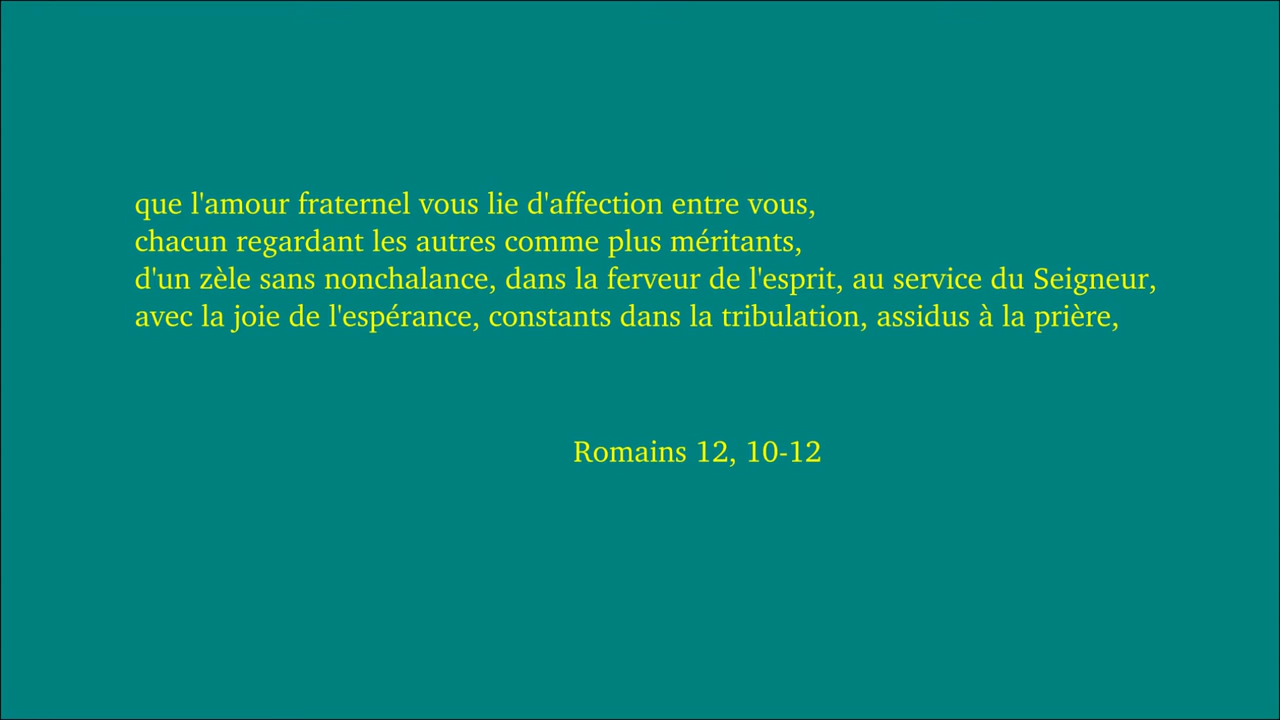 que l'amour fraternel vous lie d'affection entre vous,
chacun regardant les autres comme plus méritants,
d'un zèle sans nonchalance, dans la ferveur de l'esprit, au service du Seigneur,
avec la joie de l'espérance, constants dans la tribulation, assidus à la prière,
Romains 12, 10-12